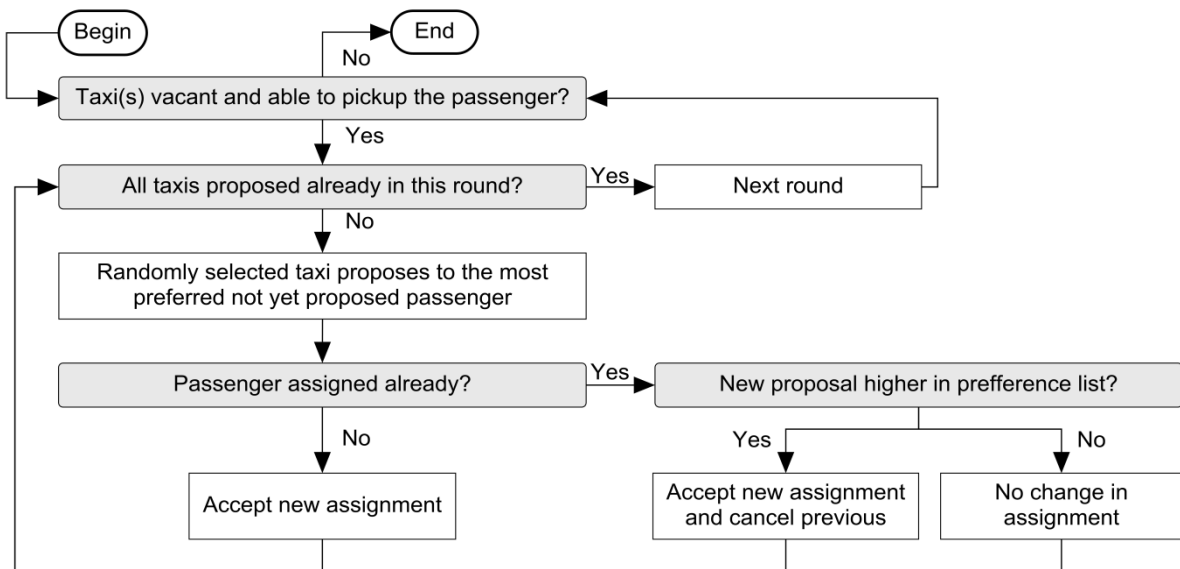 Begin
End
No
Taxi(s) vacant and able to pickup the passenger?
Yes
All taxis proposed already in this round?
Yes
Next round
No
Randomly selected taxi proposes to the most
preferred not yet proposed passenger
Passenger assigned already?
Yes
New proposal higher in prefference list?
No
Yes
No
Accept new assignment
Accept new assignment
and cancel previous
No change in
assignment